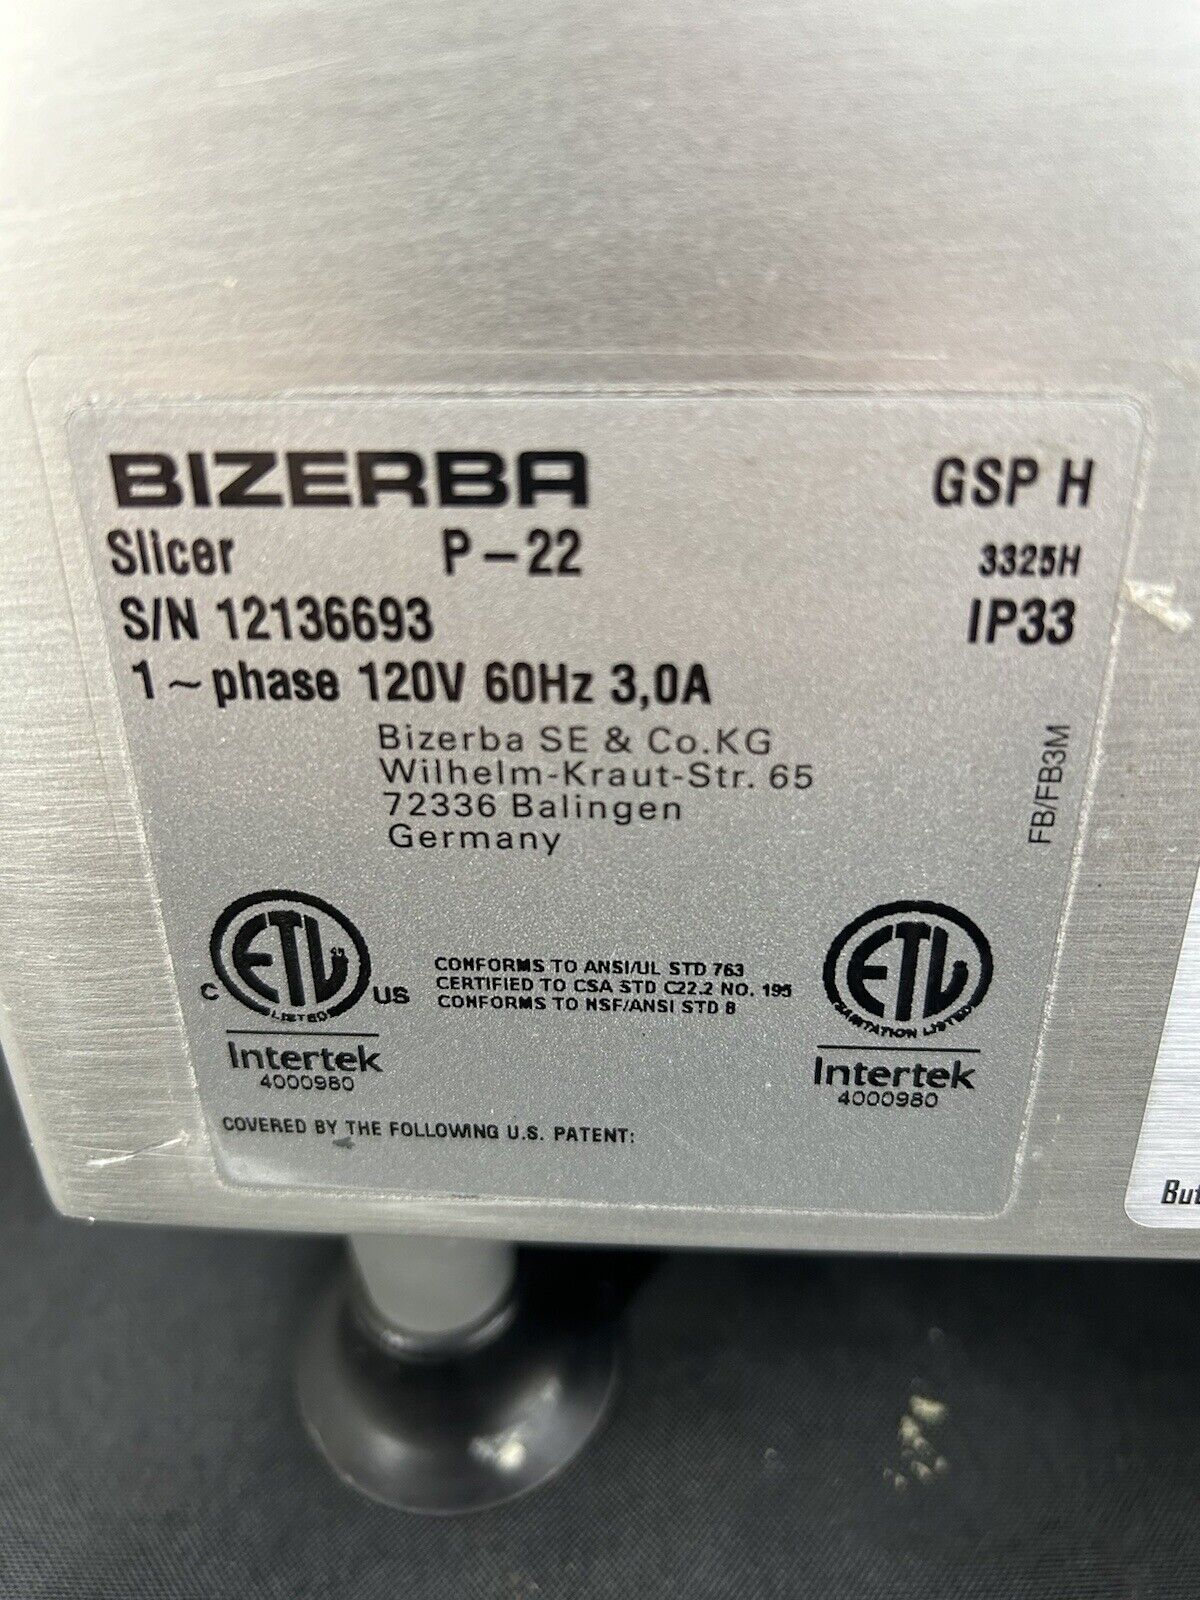 BIZERBA GSP H
Slicer P-22 3325H
S/N 12136693 IP33
1~phase 120V 60Hz 3,0A
Bizerba SE & Co.KG
Wilhelm-Kraut-Str. 65
72336 Balingen
Germany
FB/FB3M
ETL
C US
LISTED
Intertek
4000980
CONFORMS TO ANSI/UL STD 763
CERTIFIED TO CSA STD C22.2 NO. 195
CONFORMS TO NSF/ANSI STD 8
ETL
SANITATION LISTED
Intertek
4000980
COVERED BY THE FOLLOWING U.S. PATENT: